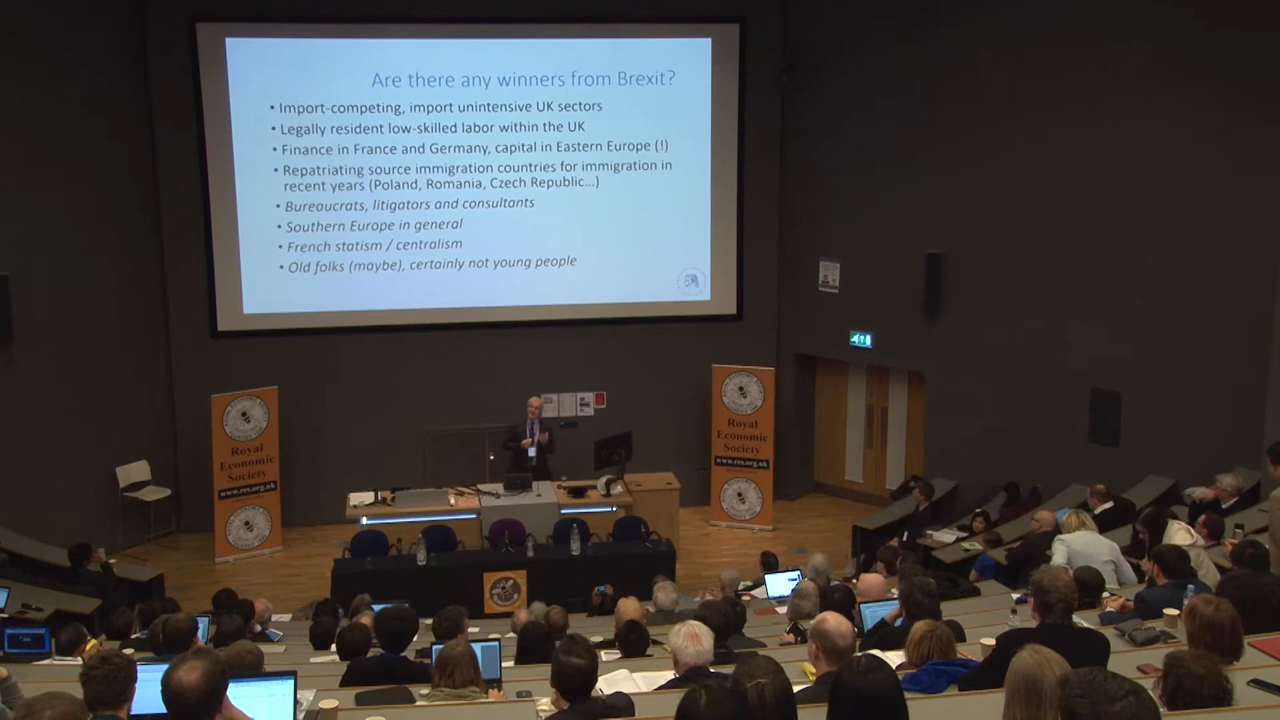 Are there any winners from Brexit?
• Import-competing, import unintensive UK sectors
• Legally resident low-skilled labor within the UK
• Finance in France and Germany, capital in Eastern Europe (!)
• Repatriating source immigration countries for immigration in
recent years (Poland, Romania, Czech Republic...)
• Bureaucrats, litigators and consultants
• Southern Europe in general
• French statism / centralism
• Old folks (maybe), certainly not young people
Royal
Economic
Society
www.res.org.uk
Royal
Economic
Society
www.res.org.uk